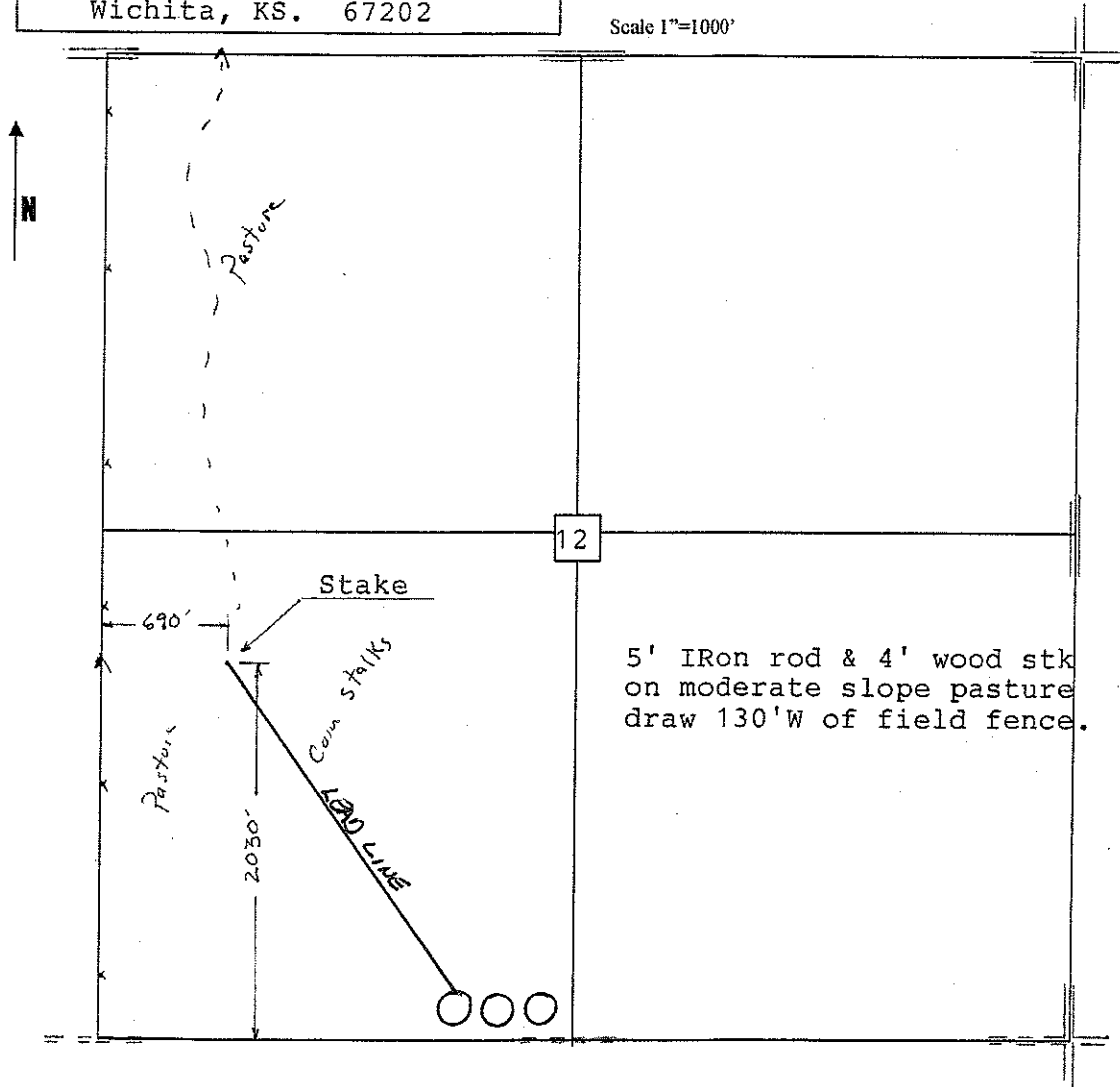 Wichita, KS. 67202
Scale 1"=1000'
N
Pasture
12
Stake
690'
Corn stalks
5' IRon rod & 4' wood stk
on moderate slope pasture
draw 130'W of field fence.
Pasture
LEAD LINE
2030'